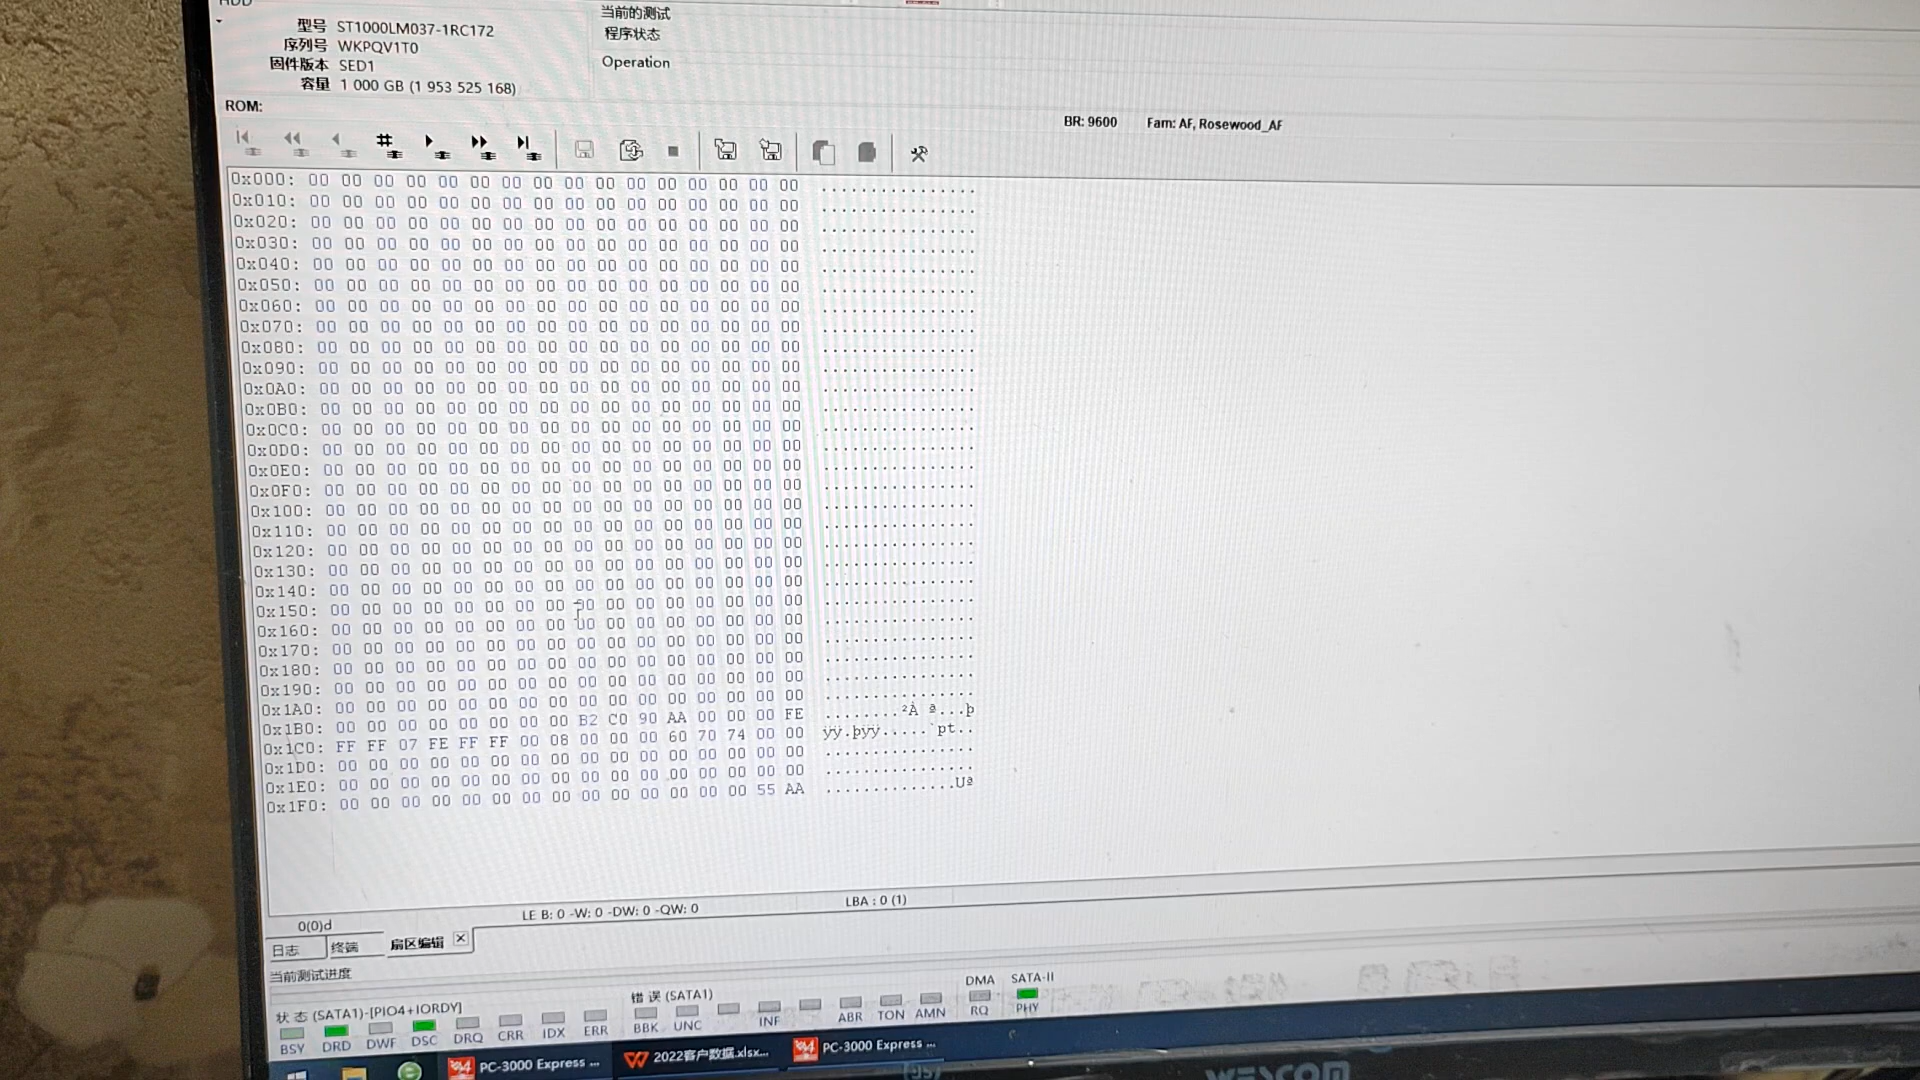 HDD
型号 ST1000LM037-1RC172
序列号 WKPQV1T0
固件版本 SED1
容量 1 000 GB (1 953 525 168)
当前的测试
程序状态
Operation
ROM:
BR: 9600 Fam: AF, Rosewood_AF
0x000: 00 00 00 00 00 00 00 00 00 00 00 00 00 00 00 00 ................
0x010: 00 00 00 00 00 00 00 00 00 00 00 00 00 00 00 00 ................
0x020: 00 00 00 00 00 00 00 00 00 00 00 00 00 00 00 00 ................
0x030: 00 00 00 00 00 00 00 00 00 00 00 00 00 00 00 00 ................
0x040: 00 00 00 00 00 00 00 00 00 00 00 00 00 00 00 00 ................
0x050: 00 00 00 00 00 00 00 00 00 00 00 00 00 00 00 00 ................
0x060: 00 00 00 00 00 00 00 00 00 00 00 00 00 00 00 00 ................
0x070: 00 00 00 00 00 00 00 00 00 00 00 00 00 00 00 00 ................
0x080: 00 00 00 00 00 00 00 00 00 00 00 00 00 00 00 00 ................
0x090: 00 00 00 00 00 00 00 00 00 00 00 00 00 00 00 00 ................
0x0A0: 00 00 00 00 00 00 00 00 00 00 00 00 00 00 00 00 ................
0x0B0: 00 00 00 00 00 00 00 00 00 00 00 00 00 00 00 00 ................
0x0C0: 00 00 00 00 00 00 00 00 00 00 00 00 00 00 00 00 ................
0x0D0: 00 00 00 00 00 00 00 00 00 00 00 00 00 00 00 00 ................
0x0E0: 00 00 00 00 00 00 00 00 00 00 00 00 00 00 00 00 ................
0x0F0: 00 00 00 00 00 00 00 00 00 00 00 00 00 00 00 00 ................
0x100: 00 00 00 00 00 00 00 00 00 00 00 00 00 00 00 00 ................
0x110: 00 00 00 00 00 00 00 00 00 00 00 00 00 00 00 00 ................
0x120: 00 00 00 00 00 00 00 00 00 00 00 00 00 00 00 00 ................
0x130: 00 00 00 00 00 00 00 00 00 00 00 00 00 00 00 00 ................
0x140: 00 00 00 00 00 00 00 00 00 00 00 00 00 00 00 00 ................
0x150: 00 00 00 00 00 00 00 00 00 00 00 00 00 00 00 00 ................
0x160: 00 00 00 00 00 00 00 00 00 00 00 00 00 00 00 00 ................
0x170: 00 00 00 00 00 00 00 00 00 00 00 00 00 00 00 00 ................
0x180: 00 00 00 00 00 00 00 00 00 00 00 00 00 00 00 00 ................
0x190: 00 00 00 00 00 00 00 00 00 00 00 00 00 00 00 00 ................
0x1A0: 00 00 00 00 00 00 00 00 00 00 00 00 00 00 00 00 ................
0x1B0: 00 00 00 00 00 00 00 00 B2 C0 90 AA 00 00 00 FE ........²À ª...þ
0x1C0: FF FF 07 FE FF FF 00 08 00 00 00 60 70 74 00 00 ÿÿ.þÿÿ.....`pt..
0x1D0: 00 00 00 00 00 00 00 00 00 00 00 00 00 00 00 00 ................
0x1E0: 00 00 00 00 00 00 00 00 00 00 00 00 00 00 00 00 ................
0x1F0: 00 00 00 00 00 00 00 00 00 00 00 00 00 00 55 AA ..............Uª
0(0)d LE B: 0 -W: 0 -DW: 0 -QW: 0 LBA : 0 (1)
日志 终端 扇区编辑
当前测试进度
状 态 (SATA1)-[PIO4+IORDY] 错 误 (SATA1) DMA SATA-II
BSY DRD DWF DSC DRQ CRR IDX ERR BBK UNC INF ABR TON AMN RQ PHY
PC-3000 Express ... 2022客户数据.xlsx... PC-3000 Express ...